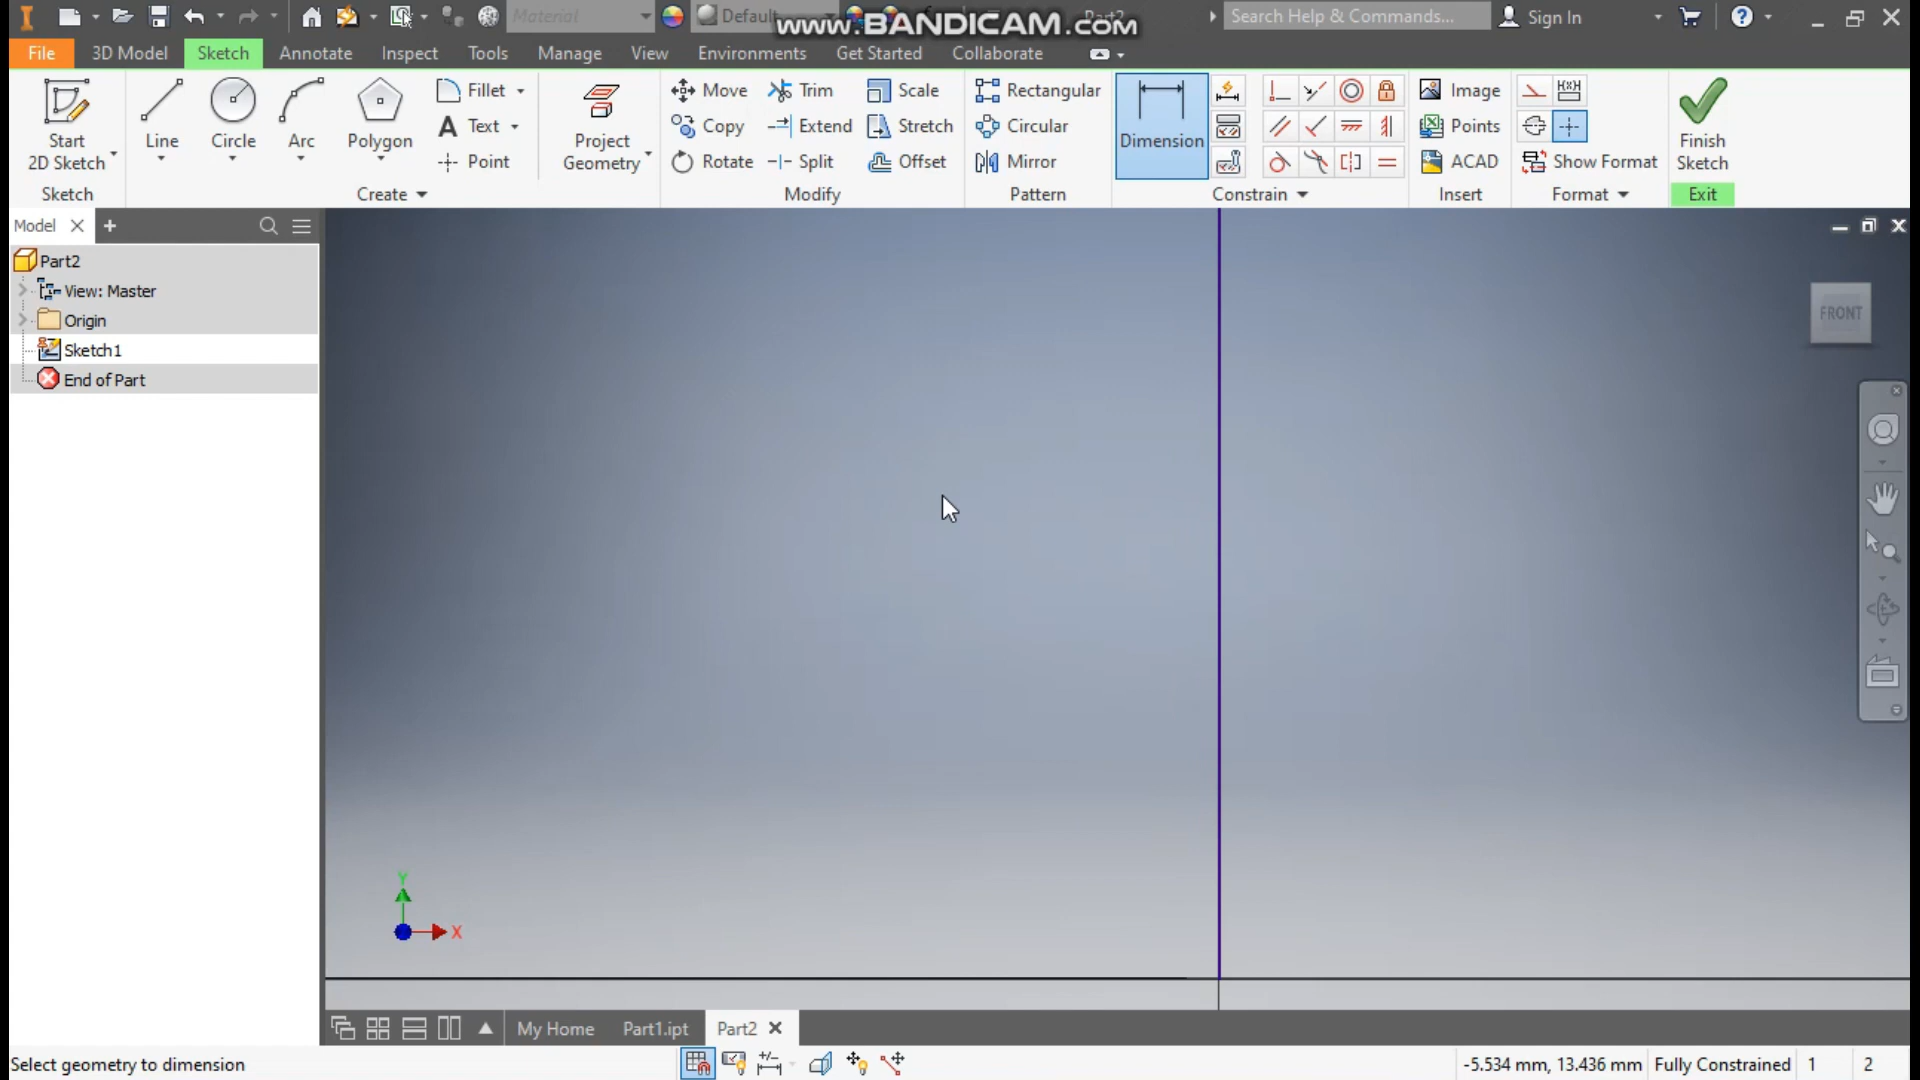 Material
Default
www.BANDICAM.com
Search Help & Commands...
Sign In
File
3D Model
Sketch
Annotate
Inspect
Tools
Manage
View
Environments
Get Started
Collaborate
Start
2D Sketch
Line
Circle
Arc
Polygon
Fillet
Text
Point
Project
Geometry
Move
Copy
Rotate
Trim
Extend
Split
Scale
Stretch
Offset
Rectangular
Circular
Mirror
Dimension
Image
Points
ACAD
Show Format
Finish
Sketch
Sketch
Create
Modify
Pattern
Constrain
Insert
Format
Exit
Model
Part2
View: Master
Origin
Sketch1
End of Part
FRONT
Y
X
My Home
Part1.ipt
Part2
Select geometry to dimension
-5.534 mm, 13.436 mm
Fully Constrained
1
2